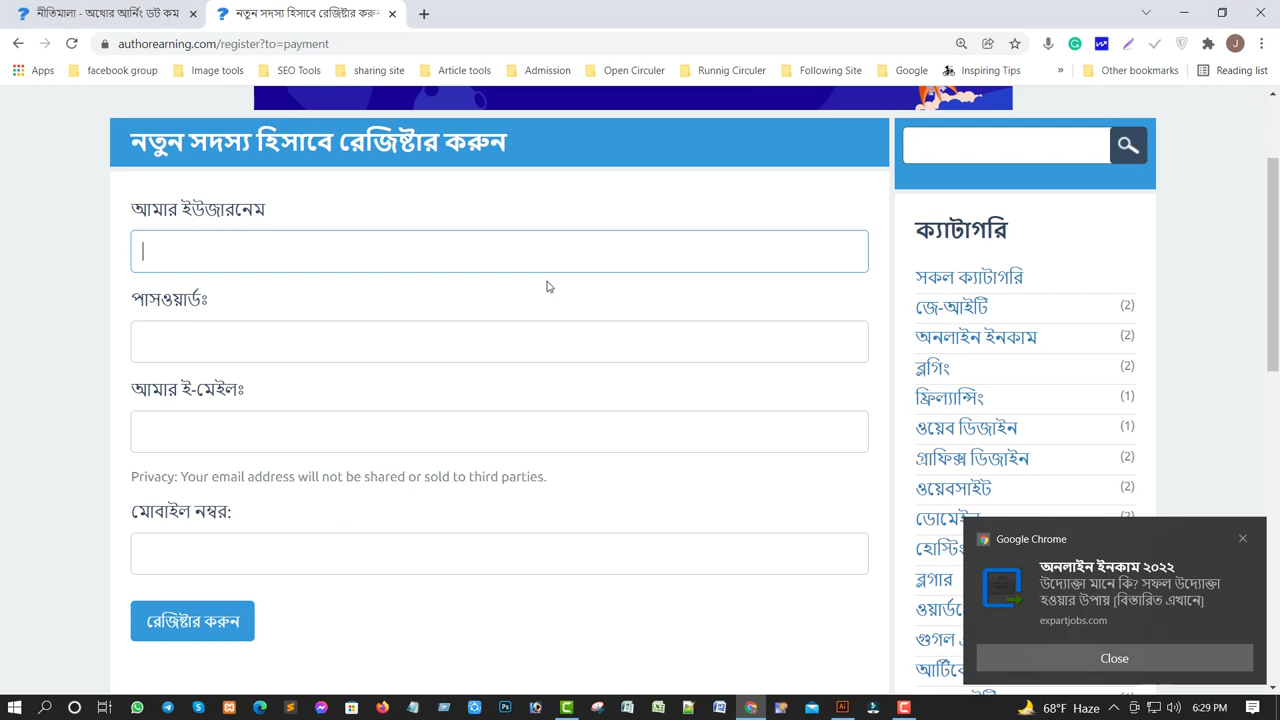 নীতিমালা - অথোর আর্নিং ডট কম
নতুন সদস্য হিসাবে রেজিষ্টার করুন
authorearning.com/register?to=payment
Apps facebook group Image tools SEO Tools sharing site Article tools Admission Open Circuler Running Circuler Following Site Google Inspiring Tips » Other bookmarks Reading list
নতুন সদস্য হিসাবে রেজিষ্টার করুন
আমার ইউজারনেম
পাসওয়ার্ডঃ
আমার ই-মেইলঃ
Privacy: Your email address will not be shared or sold to third parties.
মোবাইল নম্বর:
রেজিষ্টার করুন
ক্যাটাগরি
সকল ক্যাটাগরি
জে-আইটি (2)
অনলাইন ইনকাম (2)
ব্লগিং (2)
ফ্রিল্যান্সিং (1)
ওয়েব ডিজাইন (1)
গ্রাফিক্স ডিজাইন (2)
ওয়েবসাইট (2)
ব্লগার
Google Chrome
অনলাইন ইনকাম ২০২২
উদ্যোক্তা মানে কি? সফল উদ্যোক্তা
হওয়ার উপায় [বিস্তারিত এখানে]
expartjobs.com
Close
68°F Haze 6:29 PM